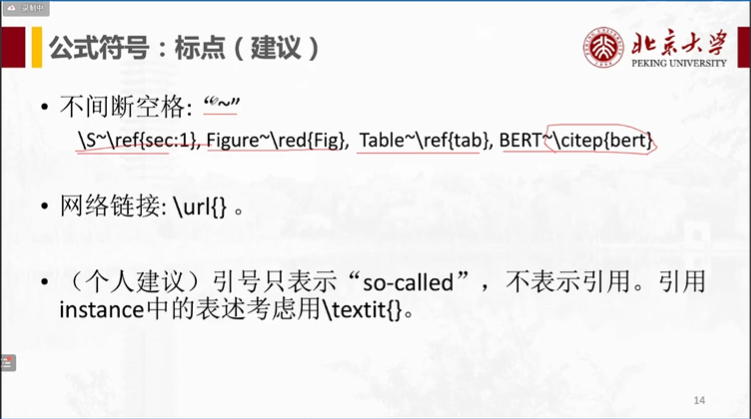 录制中
公式符号：标点（建议）
北京大学
PEKING UNIVERSITY
• 不间断空格: “~”
\S~\ref{sec:1}, Figure~\red{Fig}, Table~\ref{tab}, BERT~\citep{bert}
• 网络链接: \url{} 。
• （个人建议）引号只表示“so-called”，不表示引用。引用
instance中的表述考虑用\textit{}。
14